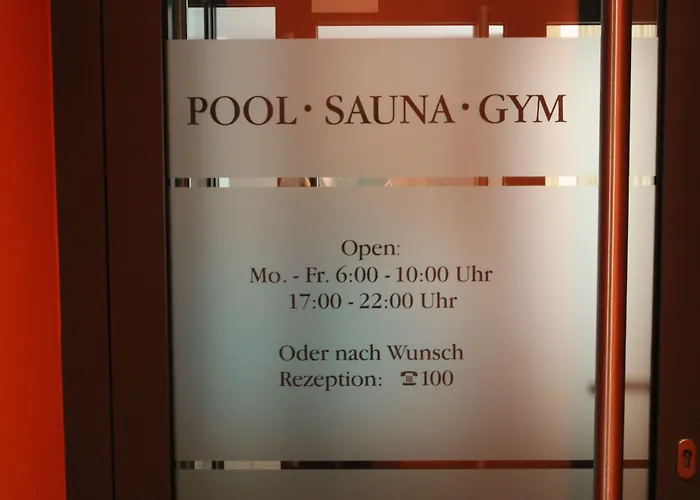 POOL · SAUNA · GYM
Open:
Mo. - Fr. 6:00 - 10:00 Uhr
17:00 - 22:00 Uhr
Oder nach Wunsch
Rezeption: ☎100